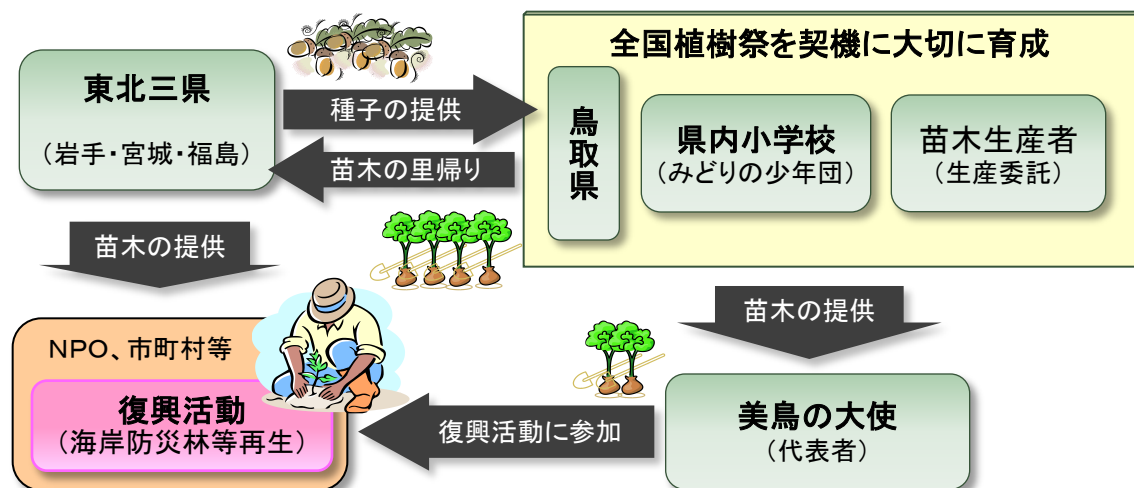 全国植樹祭を契機に大切に育成
東北三県
(岩手・宮城・福島)
種子の提供
苗木の里帰り
鳥取県
県内小学校
(みどりの少年団)
苗木生産者
(生産委託)
苗木の提供
苗木の提供
NPO、市町村等
復興活動
(海岸防災林等再生)
復興活動に参加
美鳥の大使
(代表者)